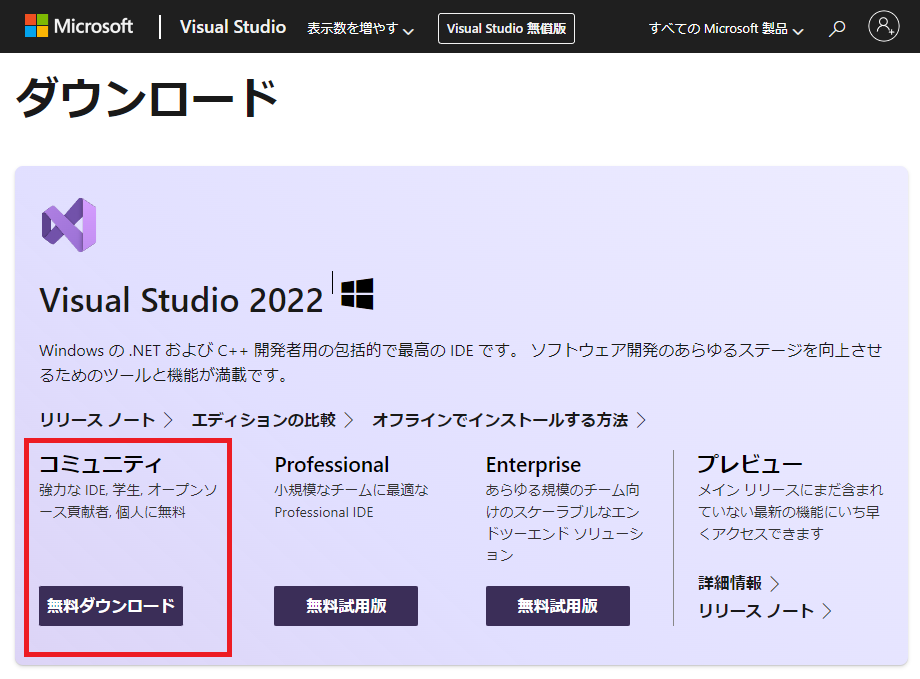 Microsoft Visual Studio 表示数を増やす Visual Studio 無償版 すべての Microsoft 製品
ダウンロード
Visual Studio 2022
Windows の .NET および C++ 開発者用の包括的で最高の IDE です。 ソフトウェア開発のあらゆるステージを向上させ
るためのツールと機能が満載です。
リリース ノート エディションの比較 オフラインでインストールする方法
コミュニティ
強力な IDE, 学生, オープンソ
ース貢献者, 個人に無料
無料ダウンロード
Professional
小規模なチームに最適な
Professional IDE
無料試用版
Enterprise
あらゆる規模のチーム向
けのスケーラブルなエン
ドツーエンド ソリューシ
ョン
無料試用版
プレビュー
メイン リリースにまだ含まれ
ていない最新の機能にいち早
くアクセスできます
詳細情報
リリース ノート